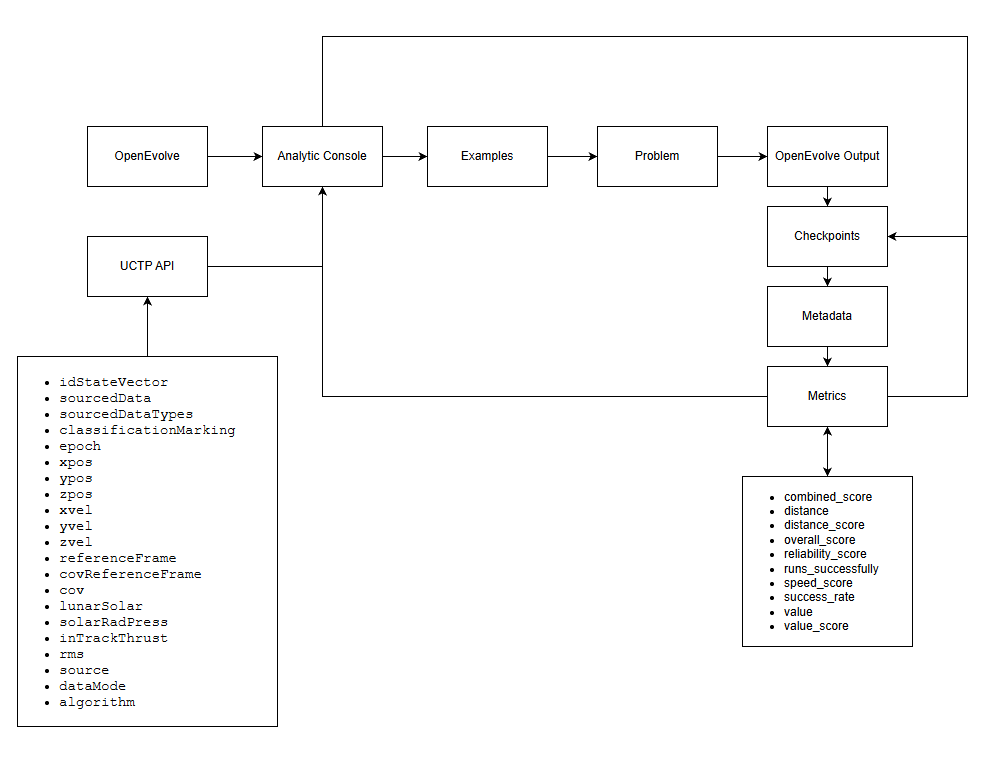 OpenEvolve
Analytic Console
Examples
Problem
OpenEvolve Output
Checkpoints
UCTP API
Metadata
Metrics
• idStateVector
• sourcedData
• sourcedDataTypes
• classificationMarking
• epoch
• xpos
• ypos
• zpos
• xvel
• yvel
• zvel
• referenceFrame
• covReferenceFrame
• cov
• lunarSolar
• solarRadPress
• inTrackThrust
• rms
• source
• dataMode
• algorithm
• combined_score
• distance
• distance_score
• overall_score
• reliability_score
• runs_successfully
• speed_score
• success_rate
• value
• value_score